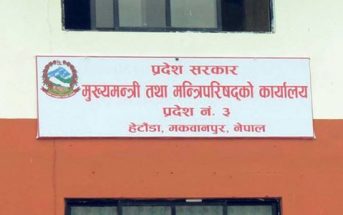 प्रदेश सरकार
मुख्यमन्त्री तथा मन्त्रिपरिषद्को कार्यालय
प्रदेश नं. ३
हेटौंडा, मकवानपुर, नेपाल